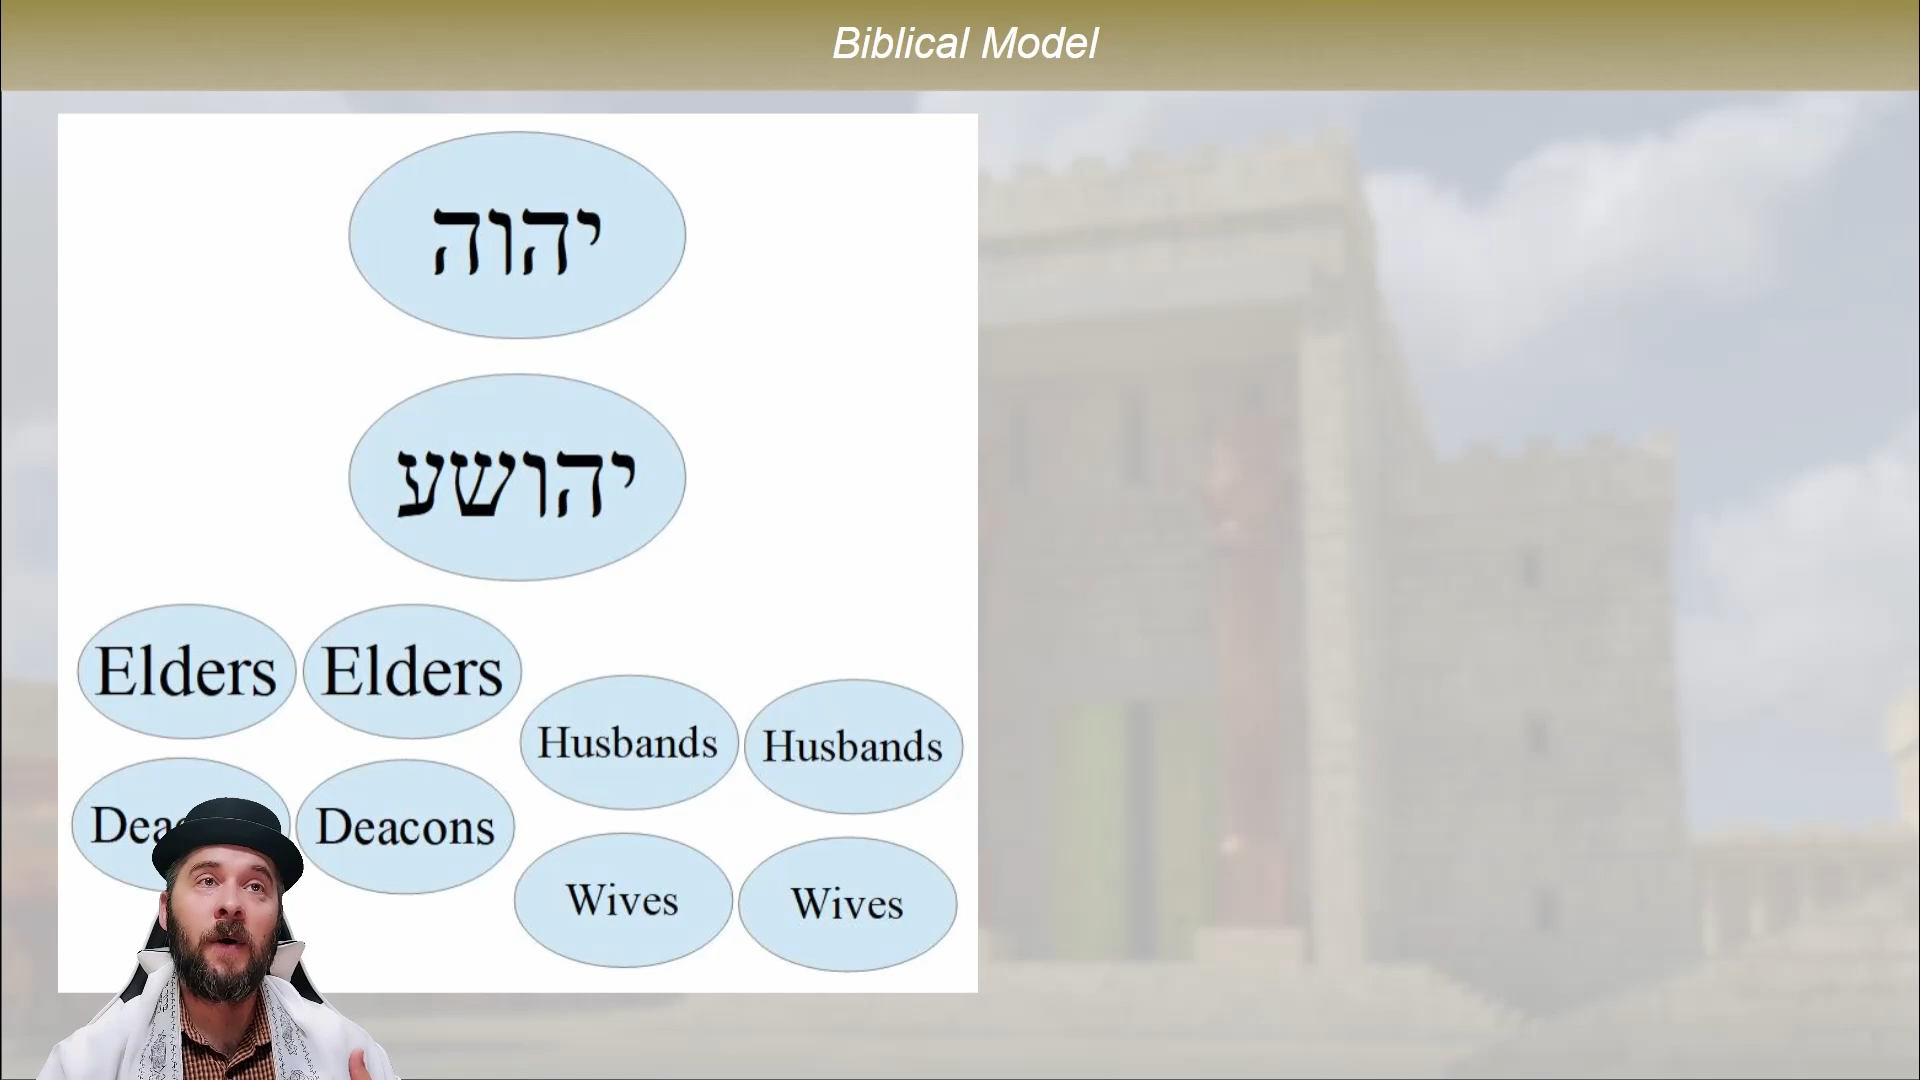 Biblical Model
יהוה
יהושע
Elders Elders
Husbands Husbands
Deacons
Wives Wives